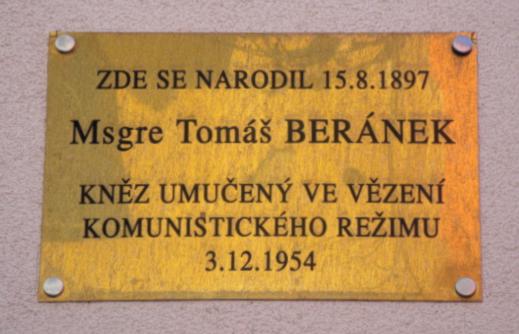 ZDE SE NARODIL 15.8.1897
Msgre Tomáš BERÁNEK
KNĚZ UMUČENÝ VE VĚZENÍ
KOMUNISTICKÉHO REŽIMU
3.12.1954